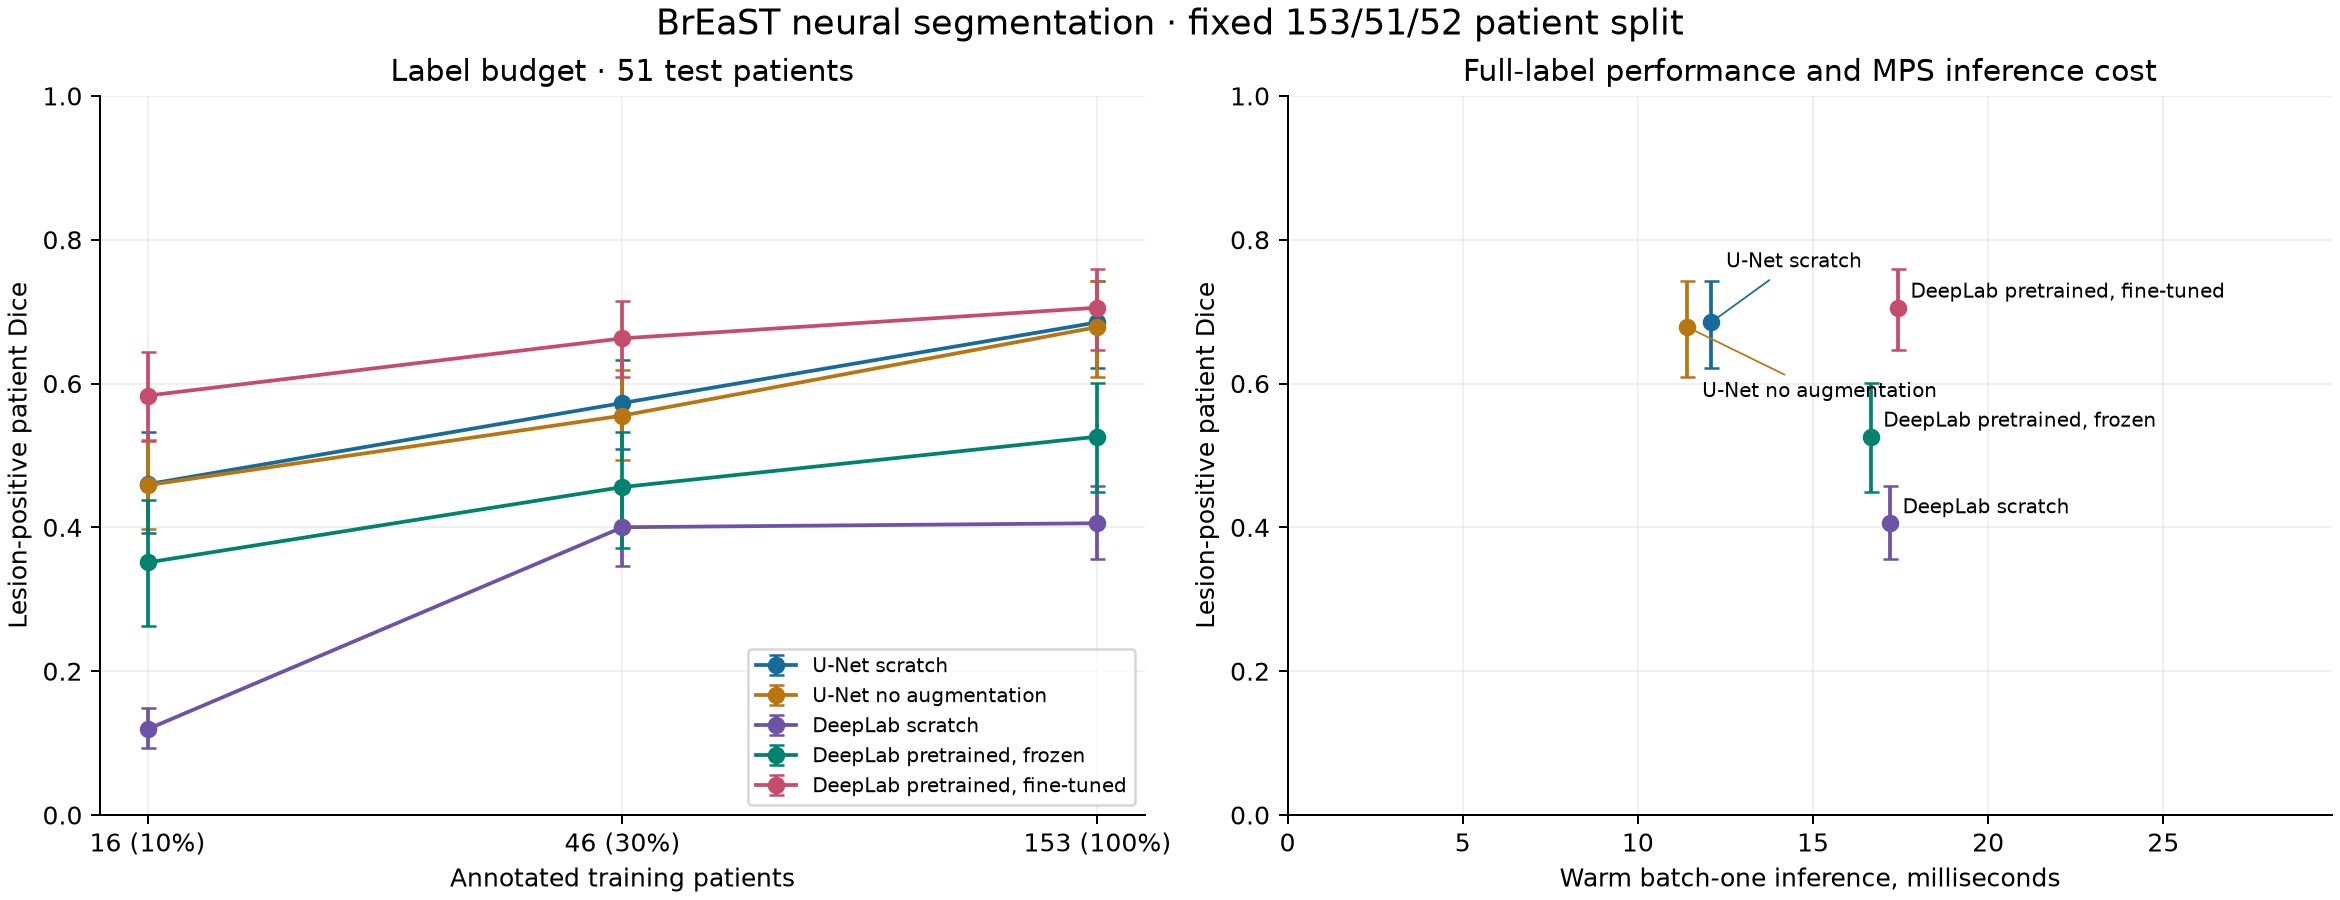 BrEaST neural segmentation · fixed 153/51/52 patient split
Label budget · 51 test patients
Lesion-positive patient Dice
1.0
0.8
0.6
0.4
0.2
0.0
16 (10%)
46 (30%)
153 (100%)
Annotated training patients
U-Net scratch
U-Net no augmentation
DeepLab scratch
DeepLab pretrained, frozen
DeepLab pretrained, fine-tuned
Full-label performance and MPS inference cost
Lesion-positive patient Dice
1.0
0.8
0.6
0.4
0.2
0.0
U-Net scratch
DeepLab pretrained, fine-tuned
U-Net no augmentation
DeepLab pretrained, frozen
DeepLab scratch
0
5
10
15
20
25
Warm batch-one inference, milliseconds